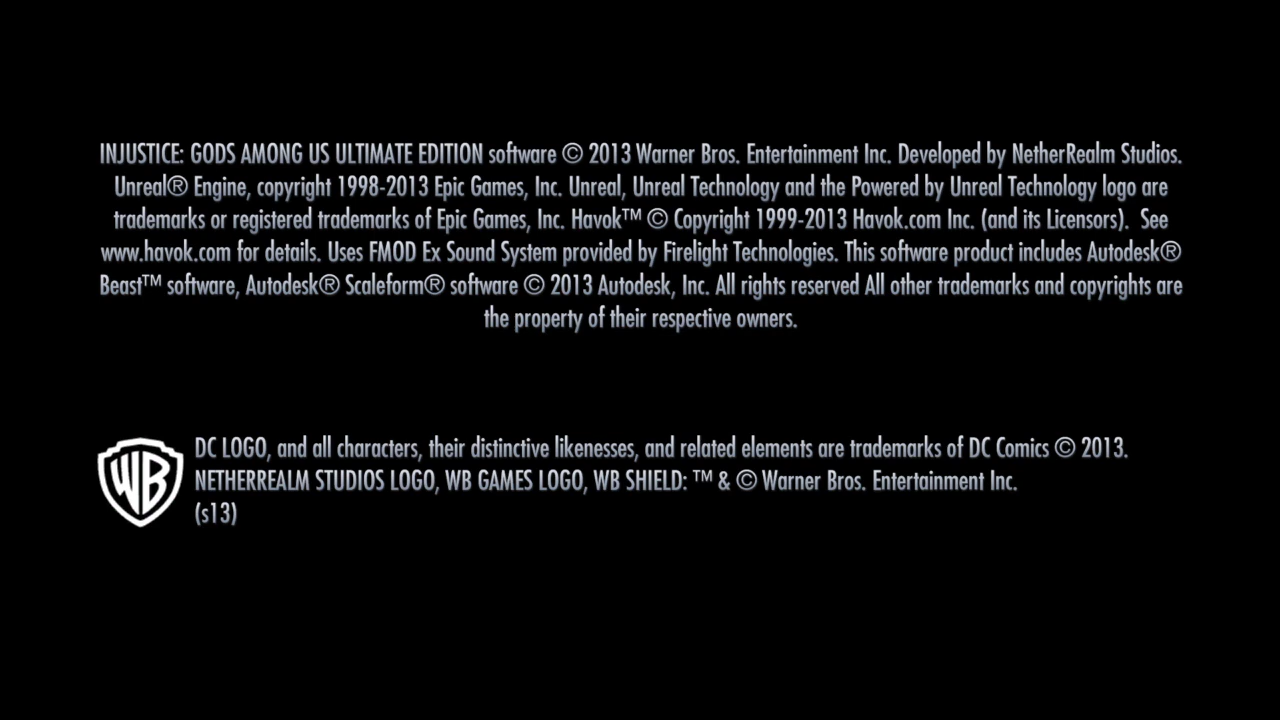 INJUSTICE: GODS AMONG US ULTIMATE EDITION software © 2013 Warner Bros. Entertainment Inc. Developed by NetherRealm Studios.
Unreal® Engine, copyright 1998-2013 Epic Games, Inc. Unreal, Unreal Technology and the Powered by Unreal Technology logo are
trademarks or registered trademarks of Epic Games, Inc. Havok™ © Copyright 1999-2013 Havok.com Inc. (and its Licensors).  See
www.havok.com for details. Uses FMOD Ex Sound System provided by Firelight Technologies. This software product includes Autodesk®
Beast™ software, Autodesk® Scaleform® software © 2013 Autodesk, Inc. All rights reserved All other trademarks and copyrights are
the property of their respective owners.
WB
DC LOGO, and all characters, their distinctive likenesses, and related elements are trademarks of DC Comics © 2013.
NETHERREALM STUDIOS LOGO, WB GAMES LOGO, WB SHIELD: ™ & © Warner Bros. Entertainment Inc.
(s13)